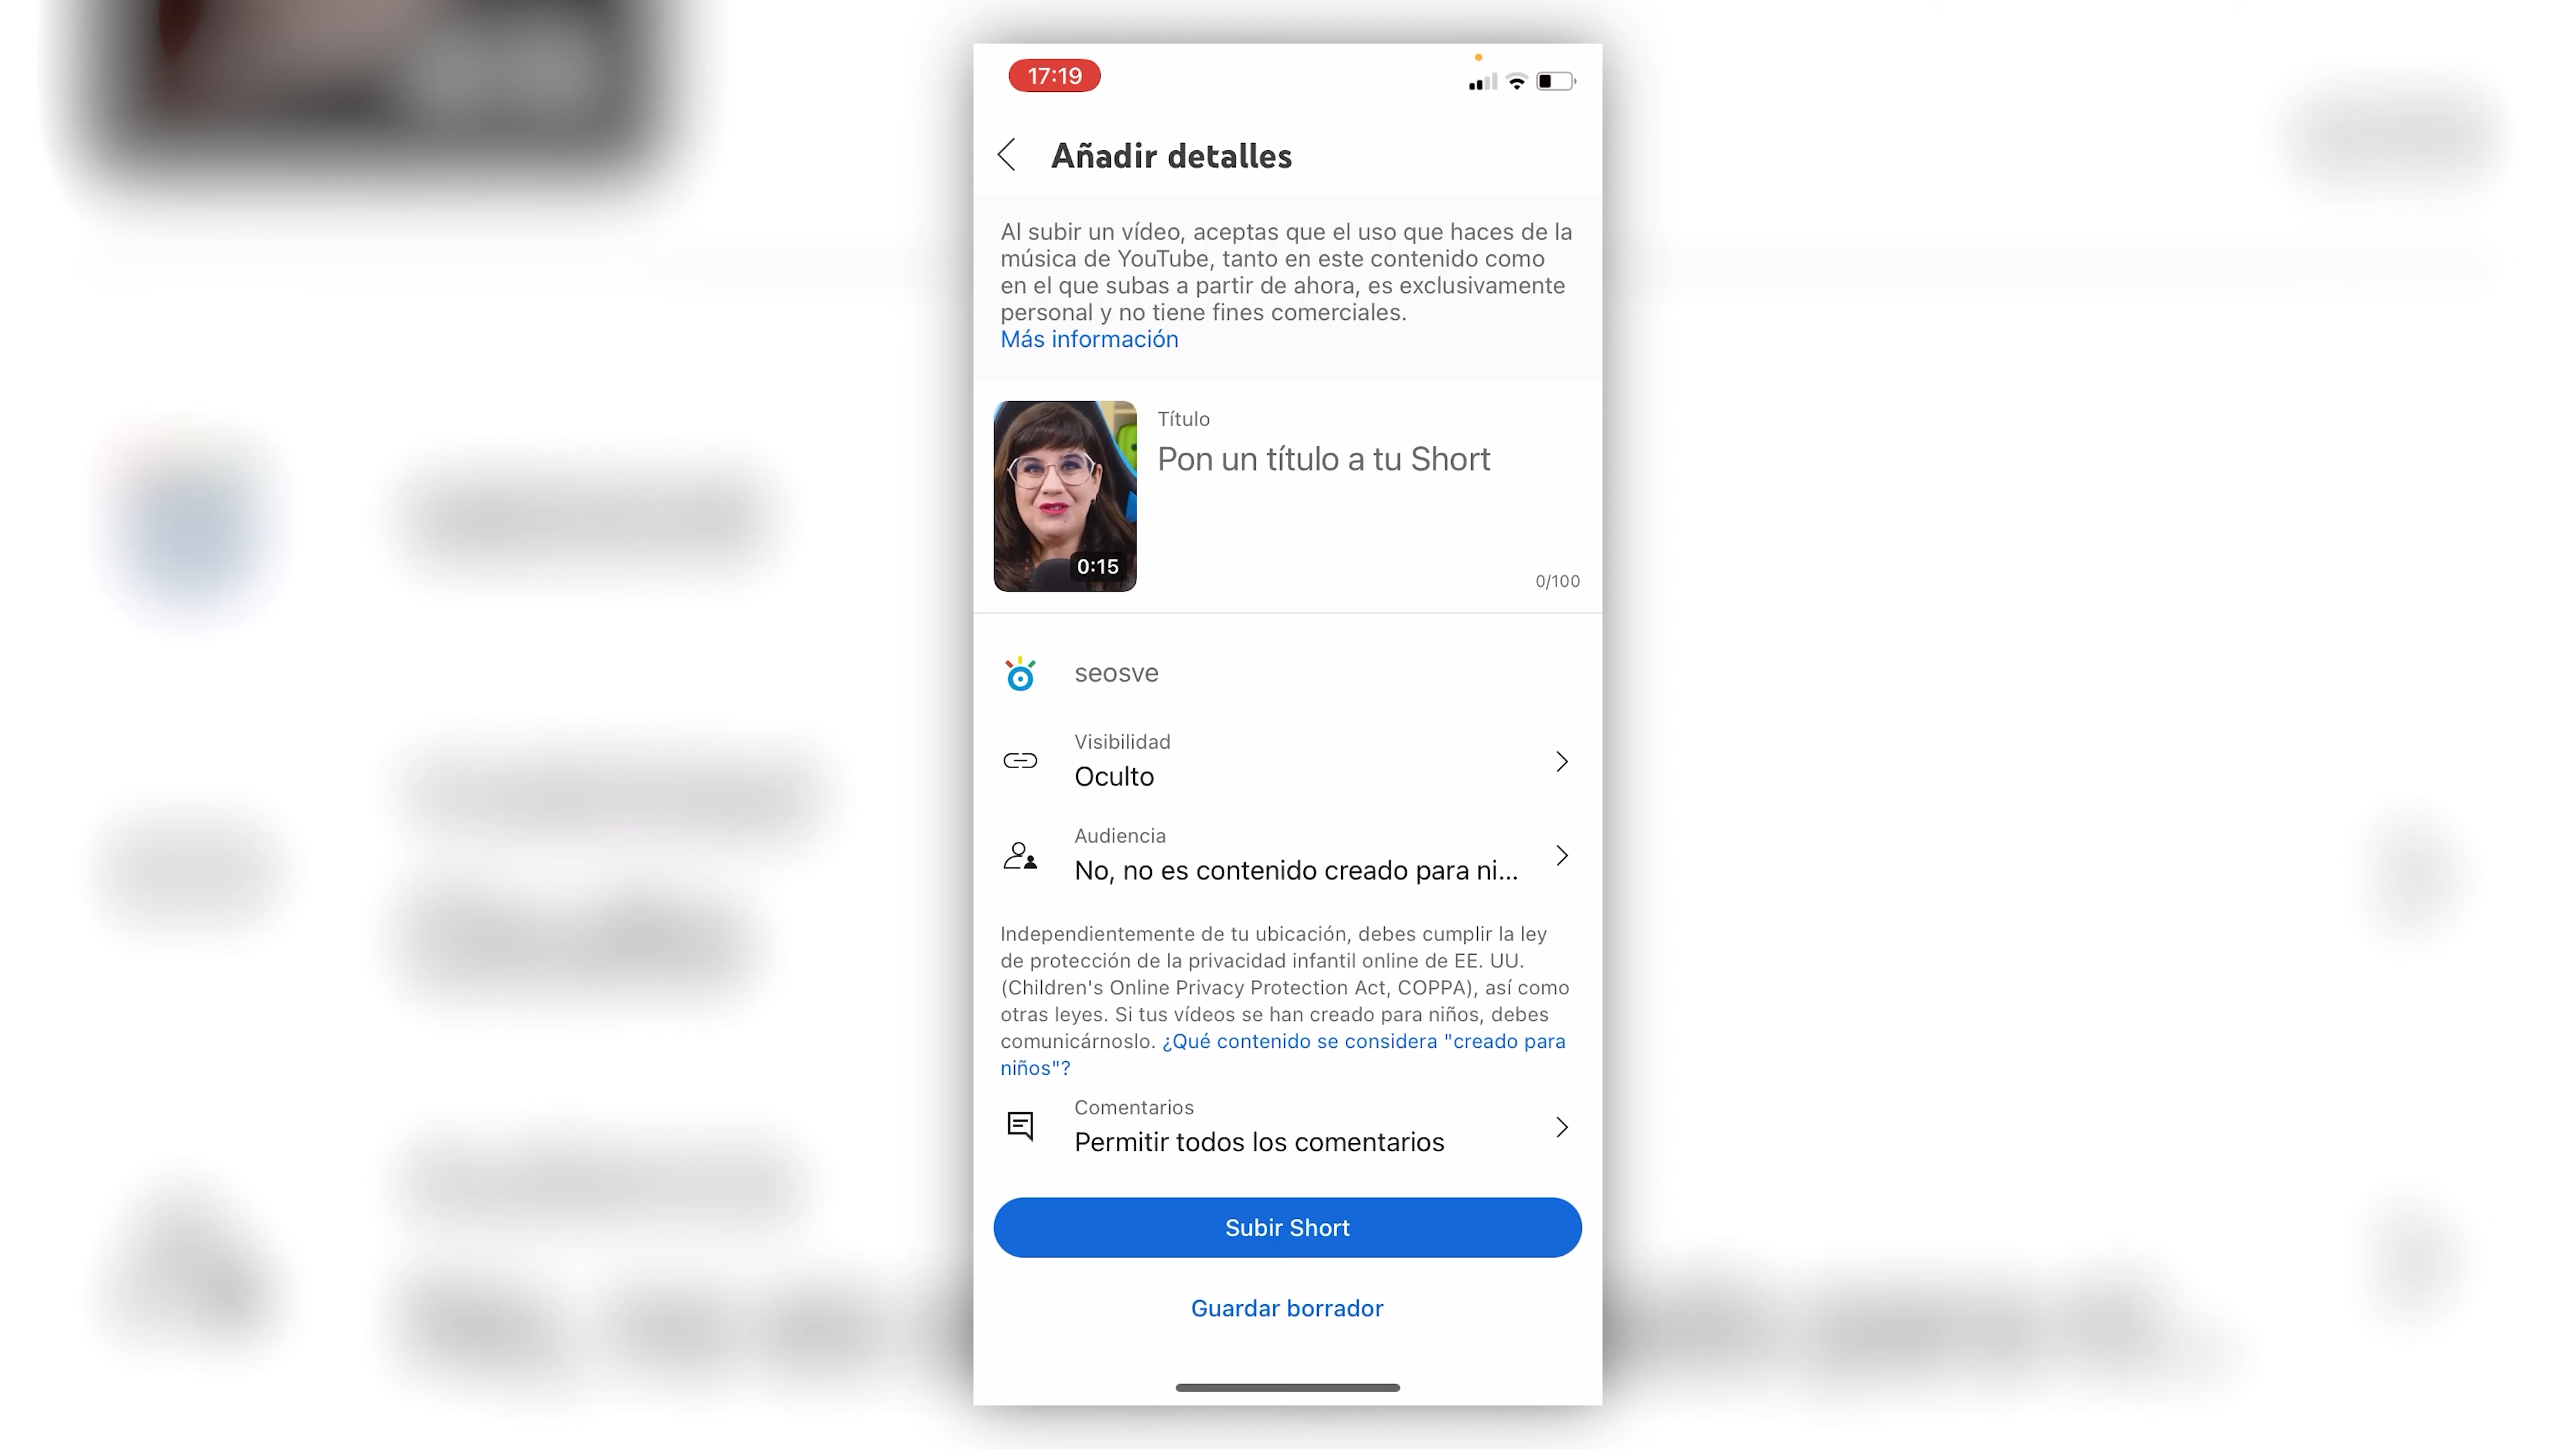 17:19
Añadir detalles
Al subir un vídeo, aceptas que el uso que haces de la
música de YouTube, tanto en este contenido como
en el que subas a partir de ahora, es exclusivamente
personal y no tiene fines comerciales.
Más información
Título
Pon un título a tu Short
0:15
0/100
seosve
Visibilidad
Oculto
Audiencia
No, no es contenido creado para ni...
Independientemente de tu ubicación, debes cumplir la ley
de protección de la privacidad infantil online de EE. UU.
(Children's Online Privacy Protection Act, COPPA), así como
otras leyes. Si tus vídeos se han creado para niños, debes
comunicárnoslo. ¿Qué contenido se considera "creado para
niños"?
Comentarios
Permitir todos los comentarios
Subir Short
Guardar borrador